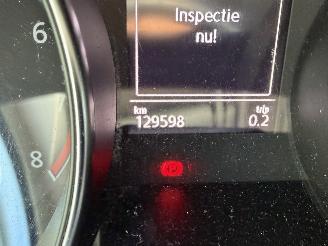 Inspectie
nu!
6
km trip
129598 0.2
8
(P)